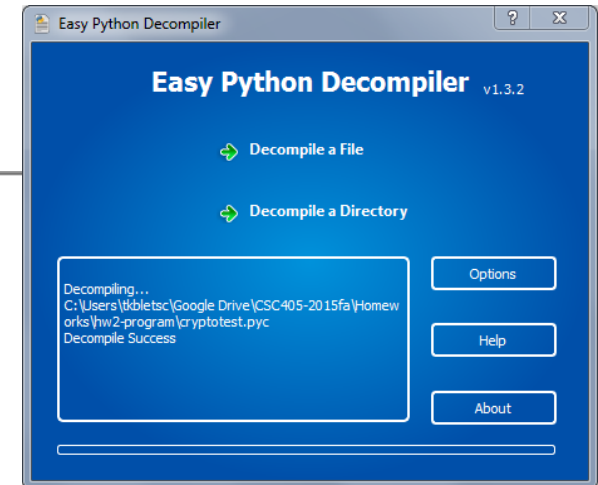 Easy Python Decompiler
Easy Python Decompiler v1.3.2
Decompile a File
Decompile a Directory
Decompiling...
C:\Users\tkbletsc\Google Drive\CSC405-2015fa\Homew
orks\hw2-program\cryptotest.pyc
Decompile Success
Options
Help
About